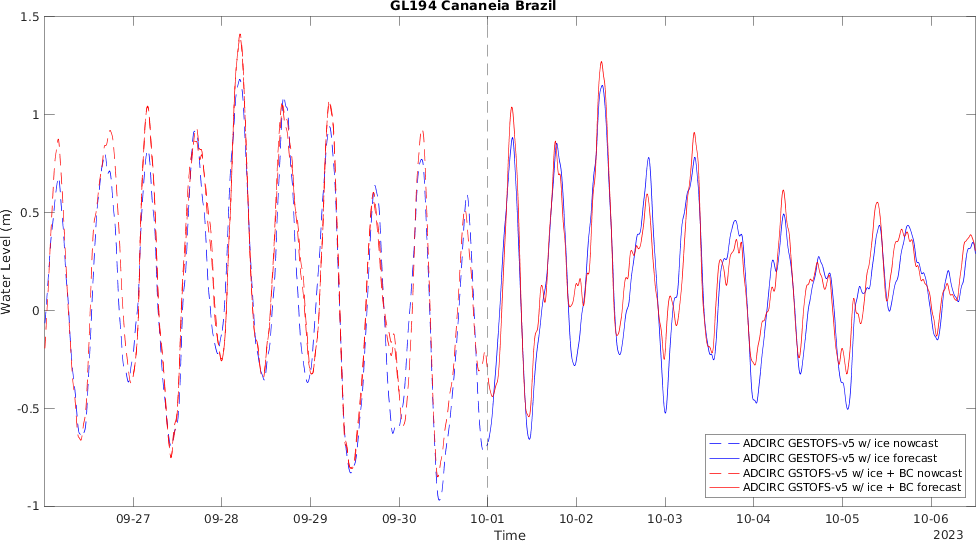 GL194 Cananeia Brazil
1.5
1
0.5
0
-0.5
-1
Water Level (m)
09-27 09-28 09-29 09-30 10-01 10-02 10-03 10-04 10-05 10-06
Time
2023
ADCIRC GESTOFS-v5 w/ ice nowcast
ADCIRC GESTOFS-v5 w/ ice forecast
ADCIRC GSTOFS-v5 w/ ice + BC nowcast
ADCIRC GSTOFS-v5 w/ ice + BC forecast